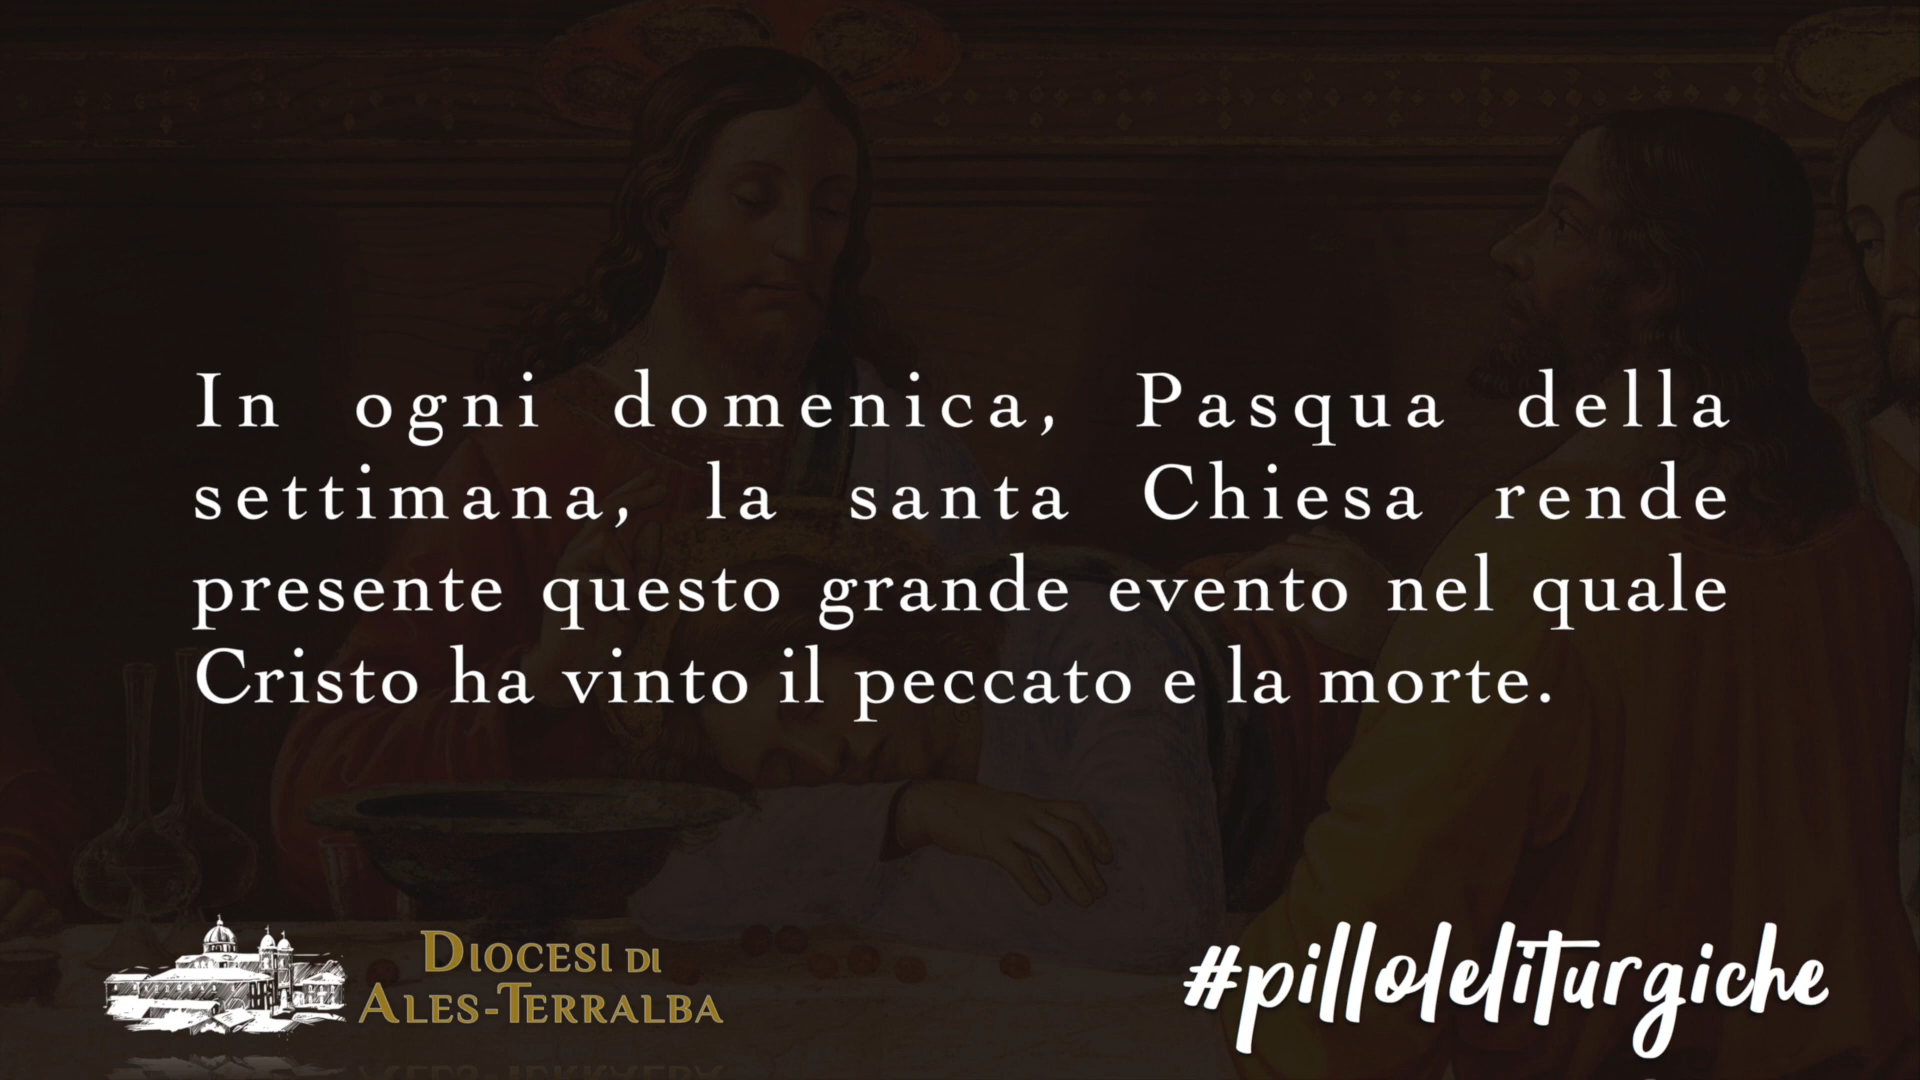 In ogni domenica, Pasqua della
settimana, la santa Chiesa rende
presente questo grande evento nel quale
Cristo ha vinto il peccato e la morte.
DIOCESI DI
ALES-TERRALBA
#pilloleliturgiche